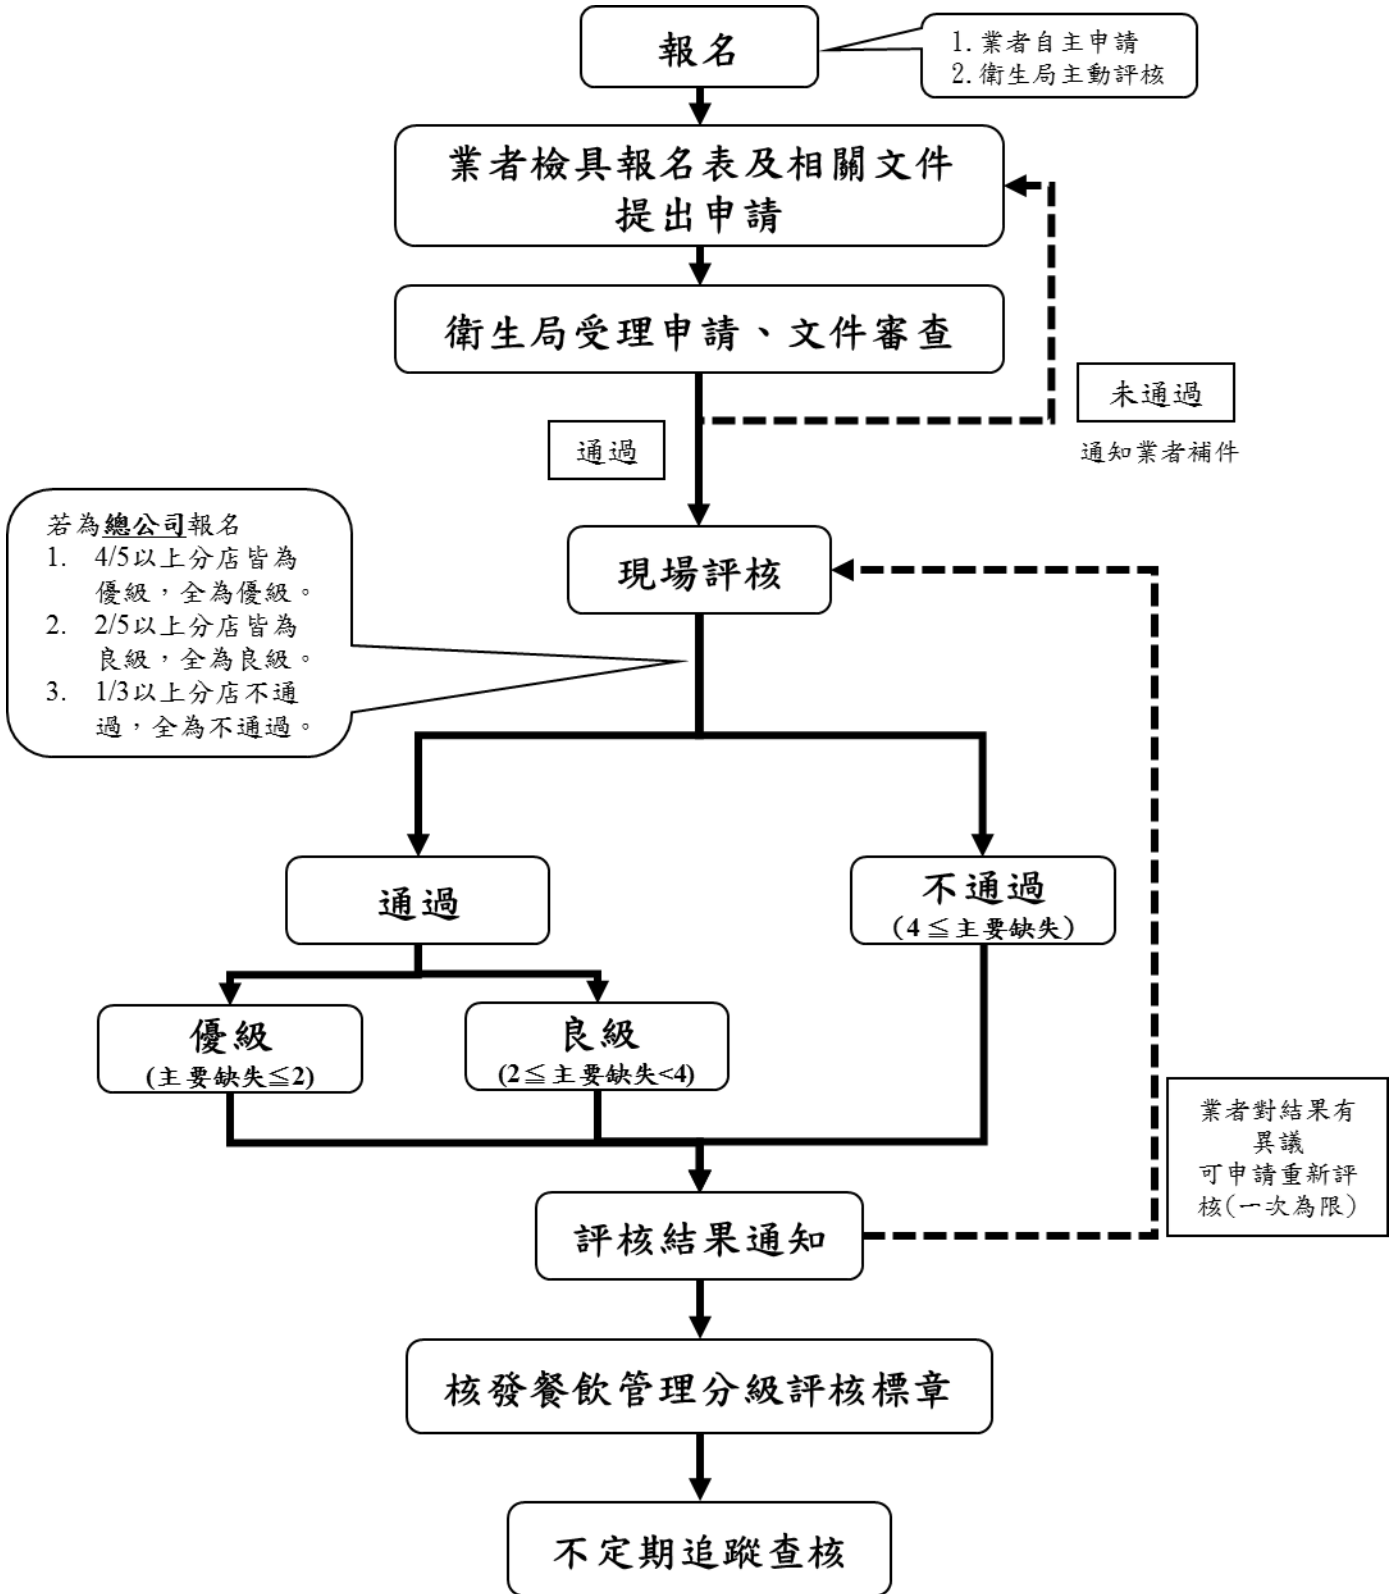 報名
1. 業者自主申請
2. 衛生局主動評核
業者檢具報名表及相關文件
提出申請
衛生局受理申請、文件審查
未通過
通過
通知業者補件
若為總公司報名
1. 4/5以上分店皆為
優級，全為優級。
2. 2/5以上分店皆為
良級，全為良級。
3. 1/3以上分店不通
過，全為不通過。
現場評核
通過
不通過
(4≦主要缺失)
優級
(主要缺失≦2)
良級
(2≦主要缺失<4)
業者對結果有
異議
可申請重新評
核(一次為限)
評核結果通知
核發餐飲管理分級評核標章
不定期追蹤查核